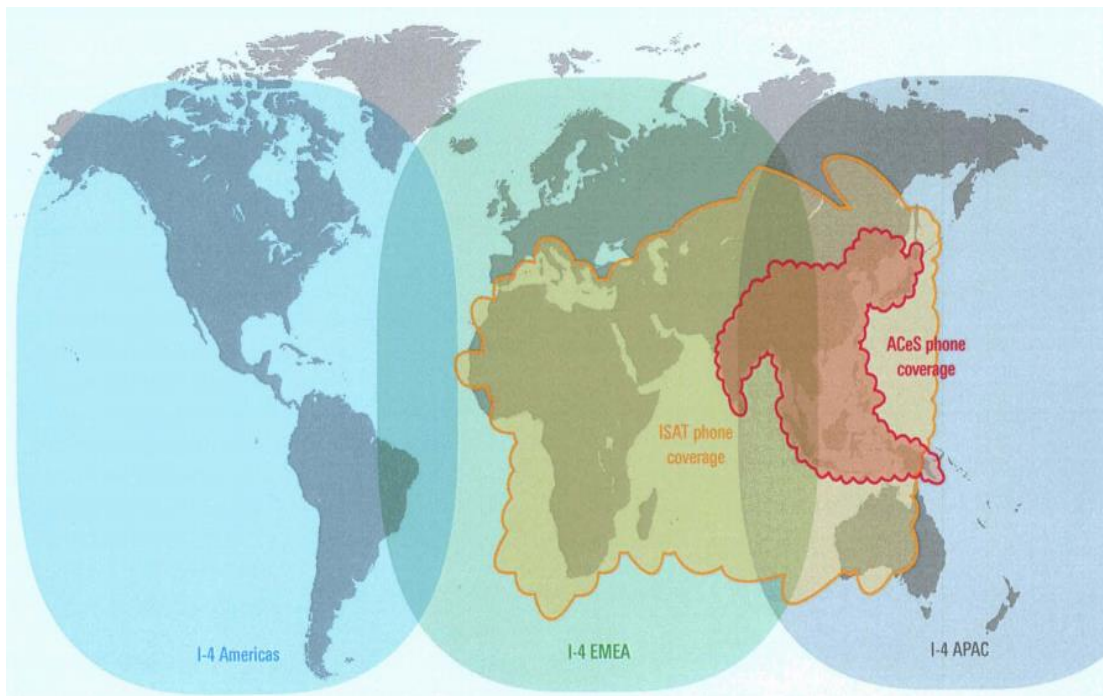 ACeS phone
coverage
ISAT phone
coverage
I-4 Americas
I-4 EMEA
I-4 APAC